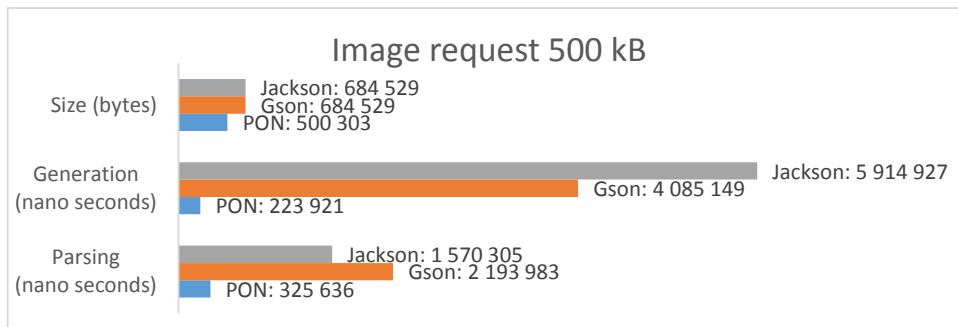 Image request 500 kB
Size (bytes)
Jackson: 684 529
Gson: 684 529
PON: 500 303
Generation
(nano seconds)
Jackson: 5 914 927
Gson: 4 085 149
PON: 223 921
Parsing
(nano seconds)
Jackson: 1 570 305
Gson: 2 193 983
PON: 325 636